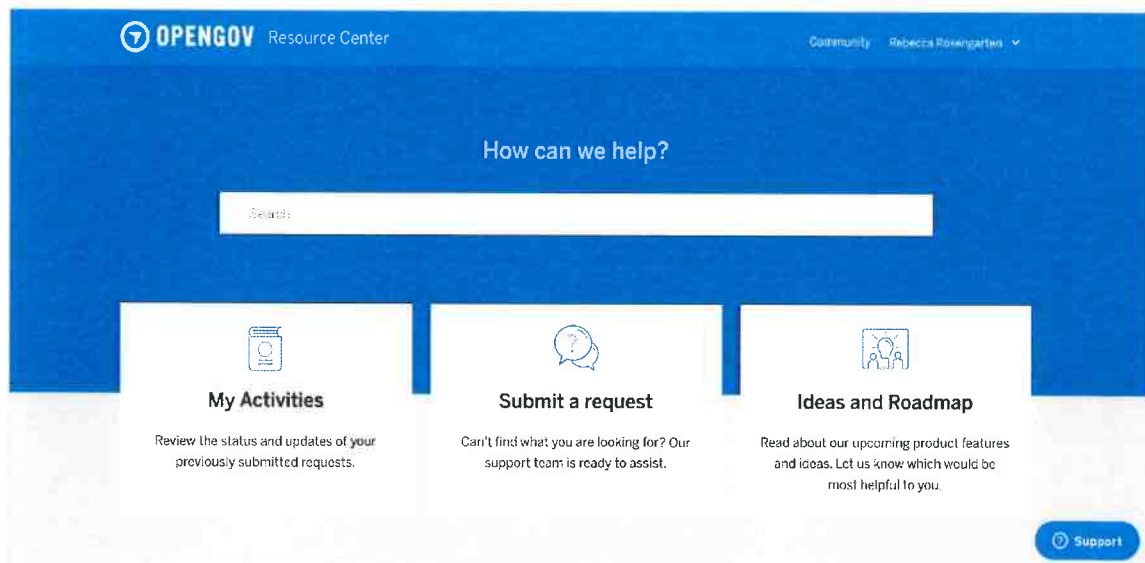 OPENGOV Resource Center
Community Rebecca Rosengarten
How can we help?
Search
My Activities
Review the status and updates of your
previously submitted requests.
Submit a request
Can't find what you are looking for? Our
support team is ready to assist.
Ideas and Roadmap
Read about our upcoming product features
and ideas. Let us know which would be
most helpful to you.
Support